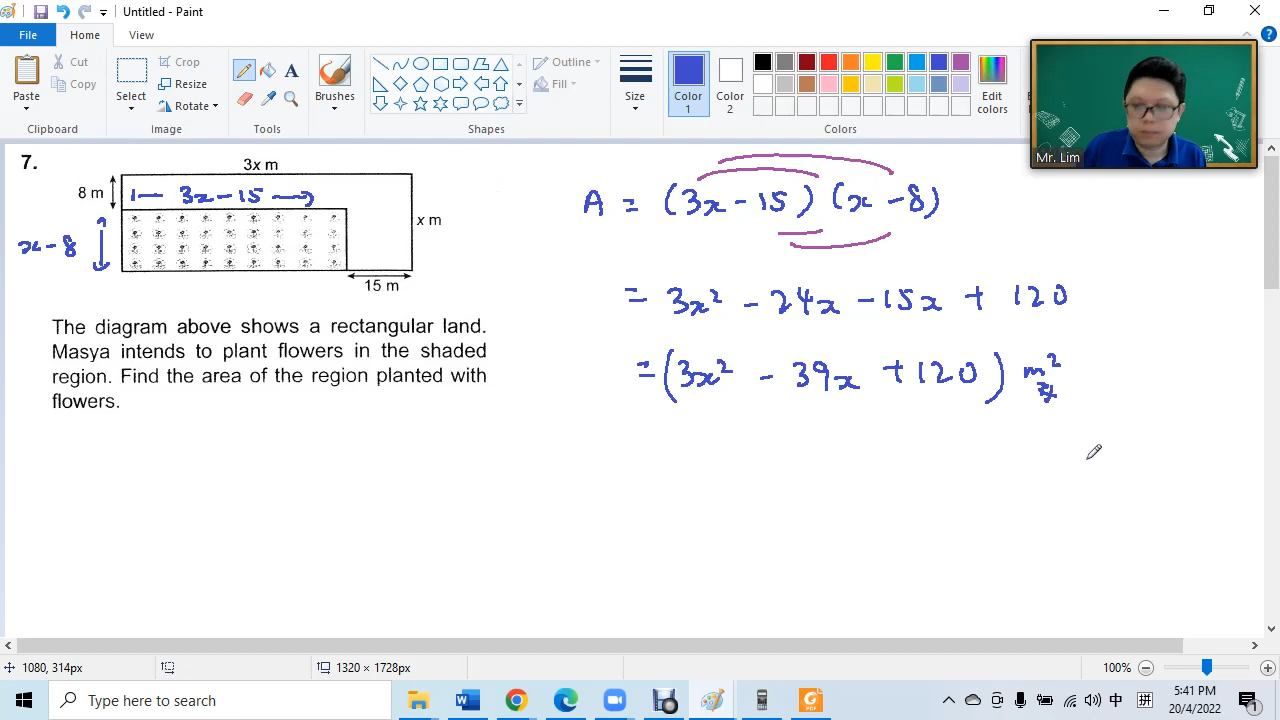 Untitled - Paint
File
Home
View
Paste
Cut
Copy
Clipboard
Select
Crop
Resize
Rotate
Image
Tools
Brushes
Shapes
Outline
Fill
Size
Color 1
Color 2
Edit colors
Colors
Mr. Lim
7.
3x m
8 m
3x - 15
x m
x - 8
15 m
The diagram above shows a rectangular land.
Masya intends to plant flowers in the shaded
region. Find the area of the region planted with
flowers.
A = (3x - 15) (x - 8)
= 3x² - 24x - 15x + 120
= (3x² - 39x + 120) m²
1080, 314px
1320 × 1728px
100%
Type here to search
W
中
拼
PDF
5:41 PM
20/4/2022
1